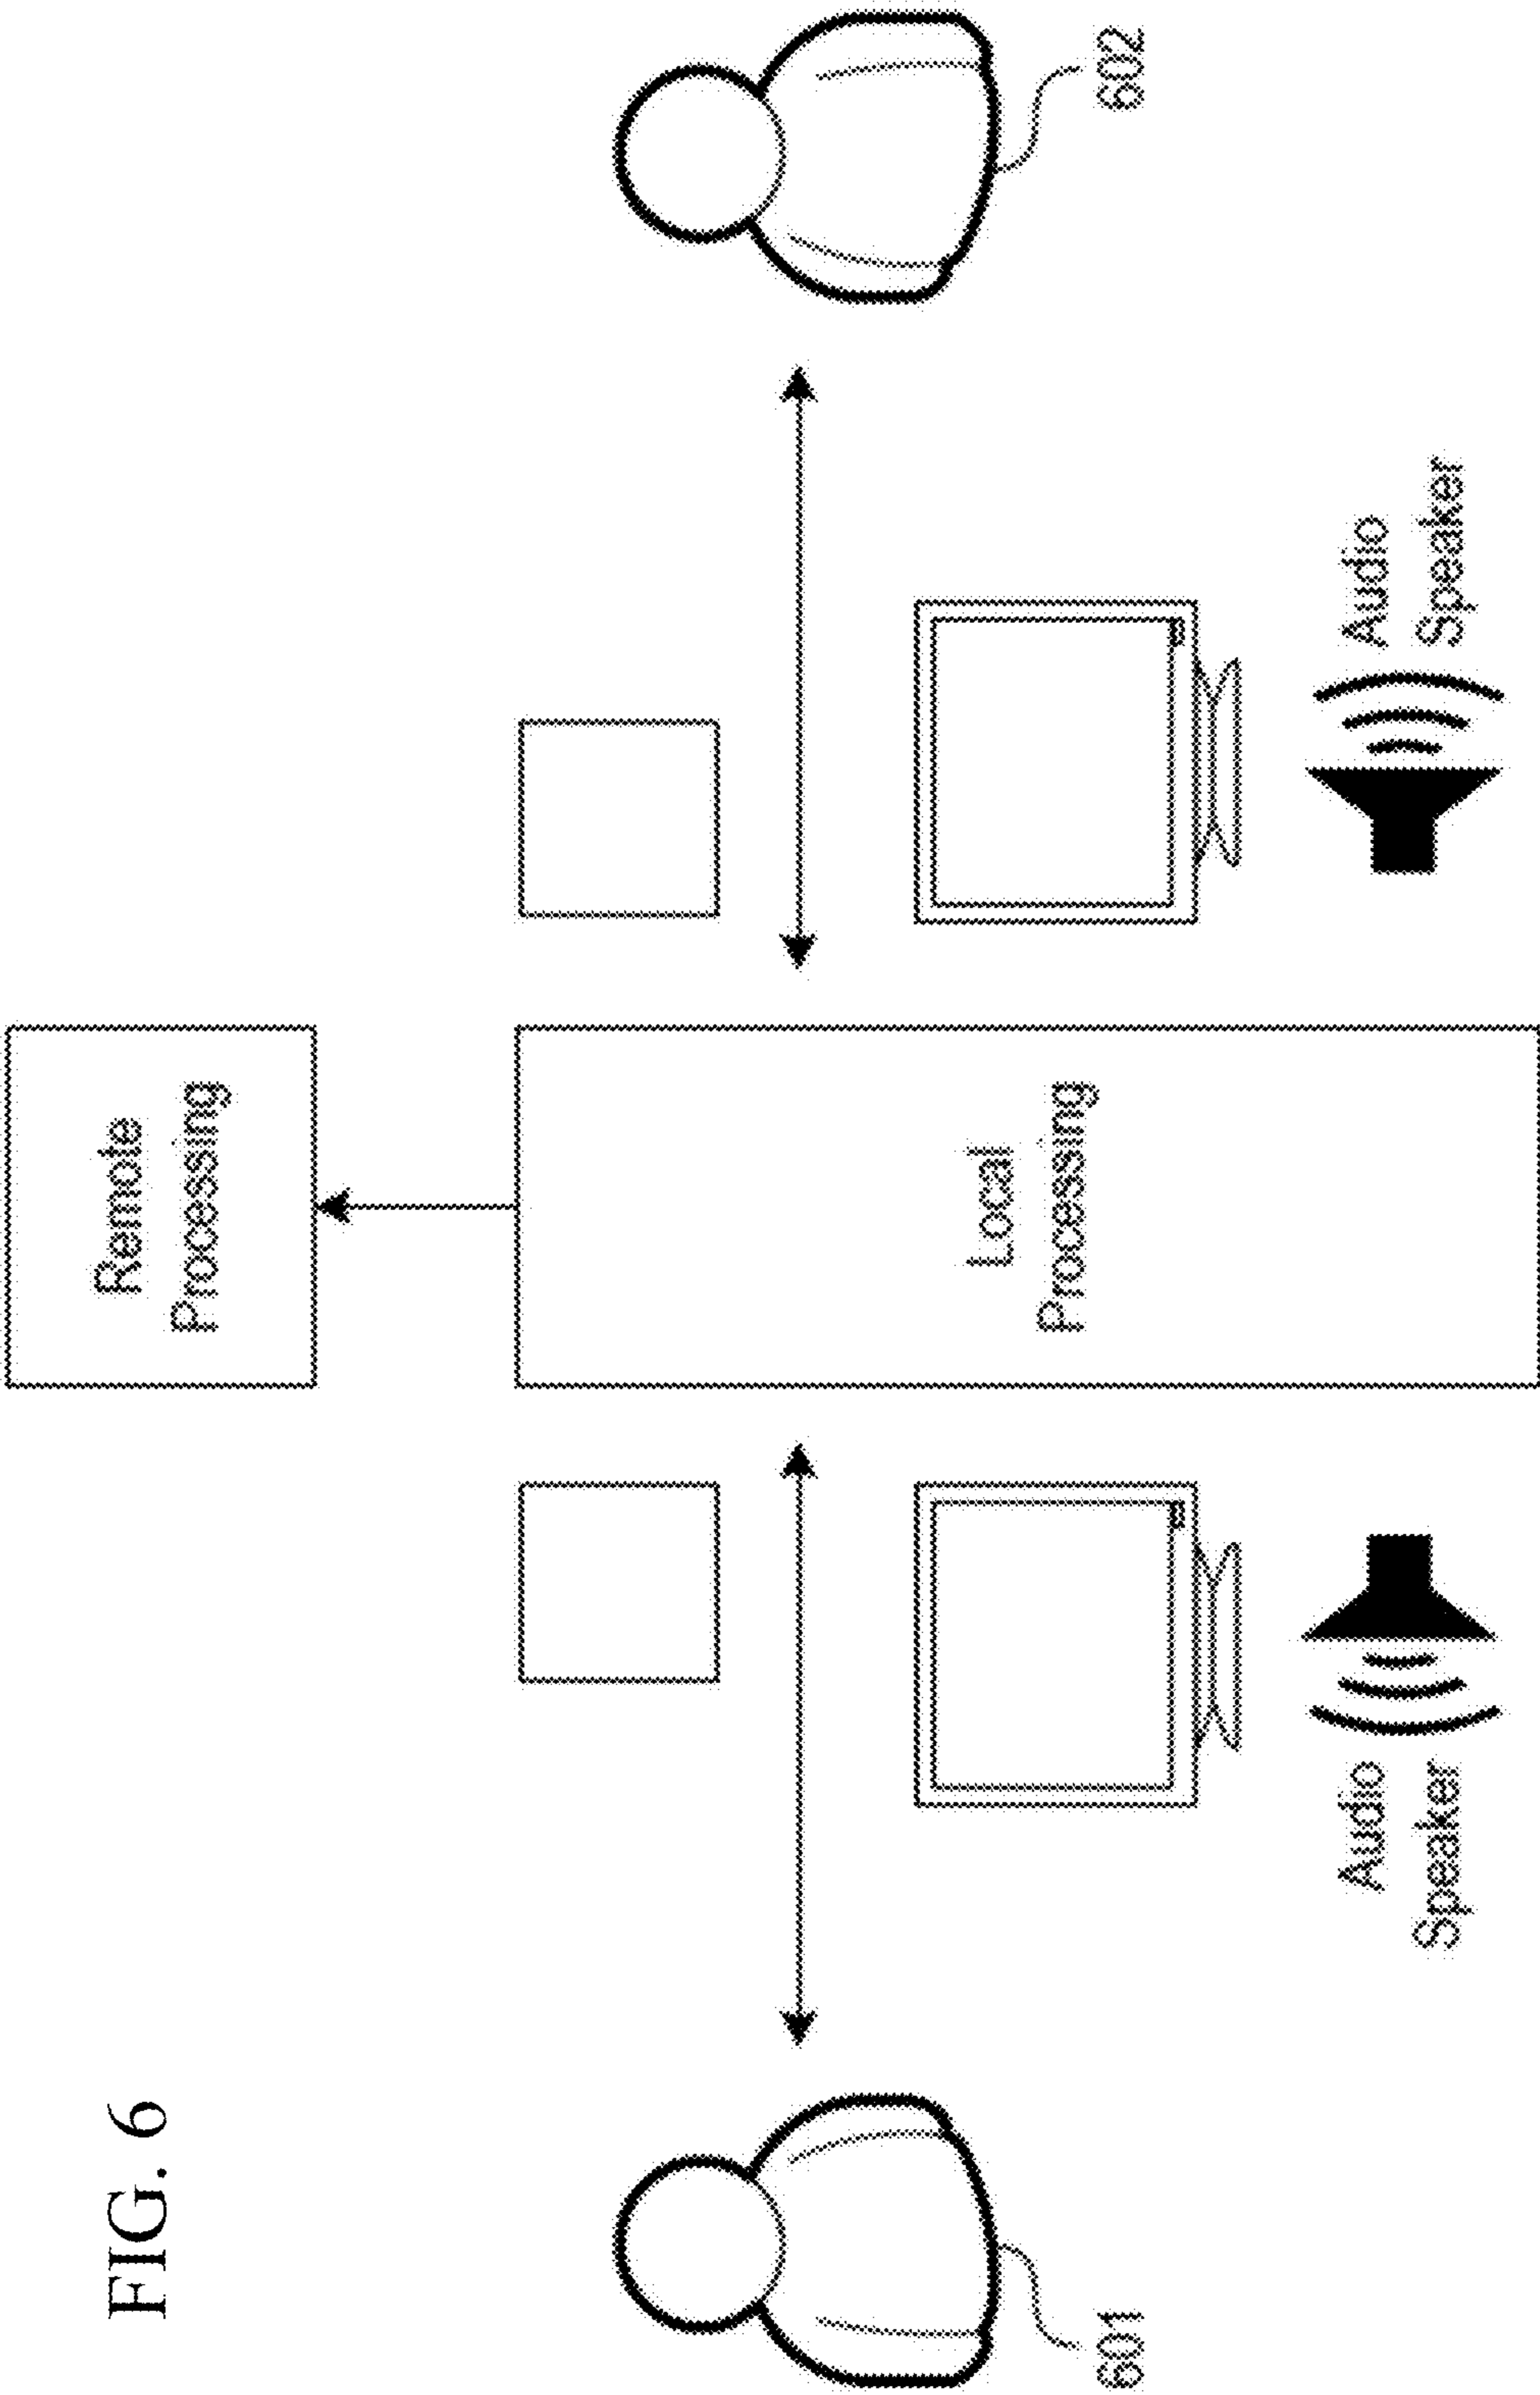 FIG. 6
Remote
Processing
Local
Processing
601
602
Audio
Speaker
Audio
Speaker